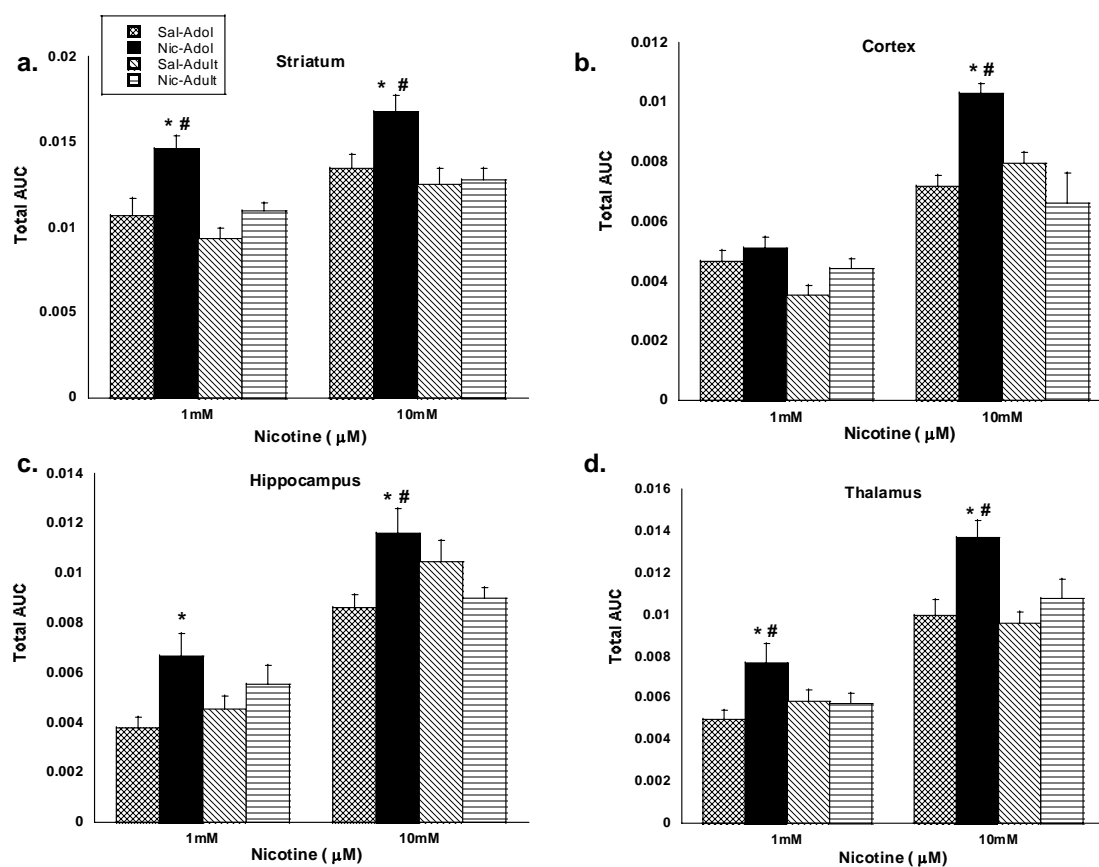 Sal-Adol
Nic-Adol
Sal-Adult
Nic-Adult
a.
Striatum
* #
* #
0.02
0.015
0.01
0.005
0
Total AUC
1mM
10mM
Nicotine ( μM)
b.
Cortex
* #
0.012
0.01
0.008
0.006
0.004
0.002
0
Total AUC
1mM
10mM
Nicotine ( μM)
c.
Hippocampus
*
* #
0.014
0.012
0.01
0.008
0.006
0.004
0.002
0
Total AUC
1mM
10mM
Nicotine ( μM)
d.
Thalamus
* #
* #
0.016
0.014
0.012
0.01
0.008
0.006
0.004
0.002
0
Total AUC
1mM
10mM
Nicotine ( μM)